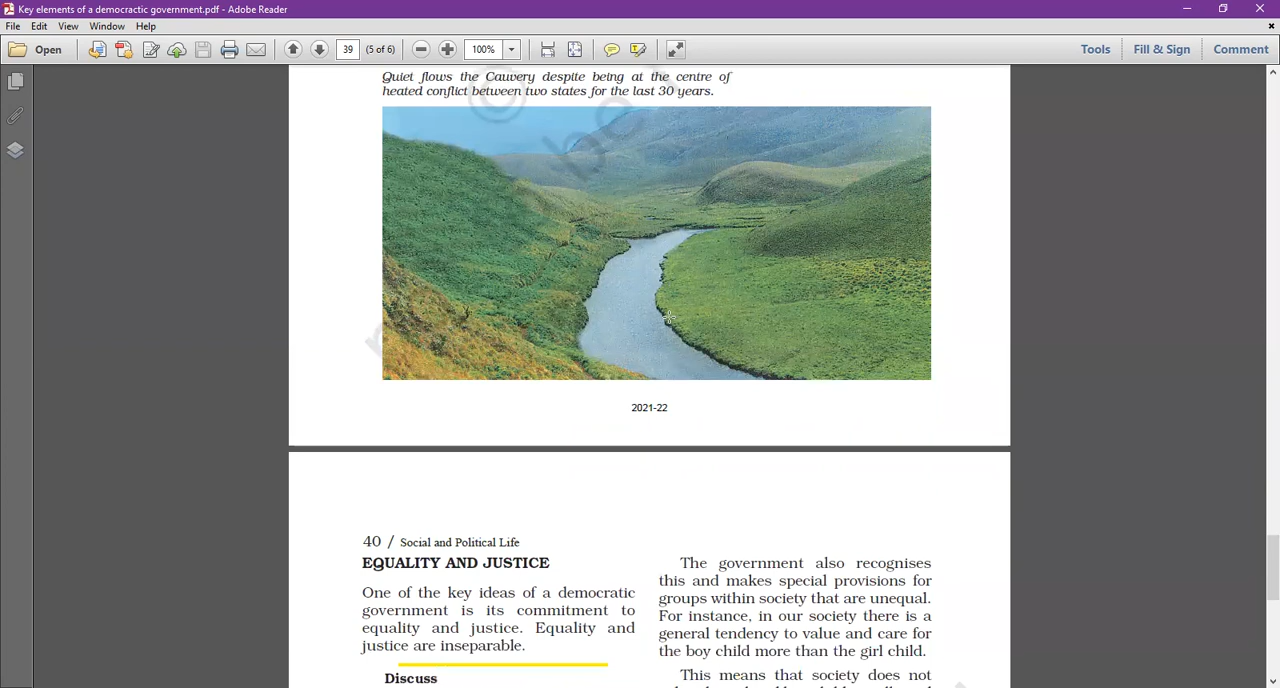 Key elements of a democractic government.pdf - Adobe Reader
File Edit View Window Help
Open 39 (5 of 6) 100% Tools Fill & Sign Comment
Quiet flows the Cauvery despite being at the centre of
heated conflict between two states for the last 30 years.
2021-22
40 / Social and Political Life
EQUALITY AND JUSTICE
One of the key ideas of a democratic
government is its commitment to
equality and justice. Equality and
justice are inseparable.
Discuss
The government also recognises
this and makes special provisions for
groups within society that are unequal.
For instance, in our society there is a
general tendency to value and care for
the boy child more than the girl child.
This means that society does not